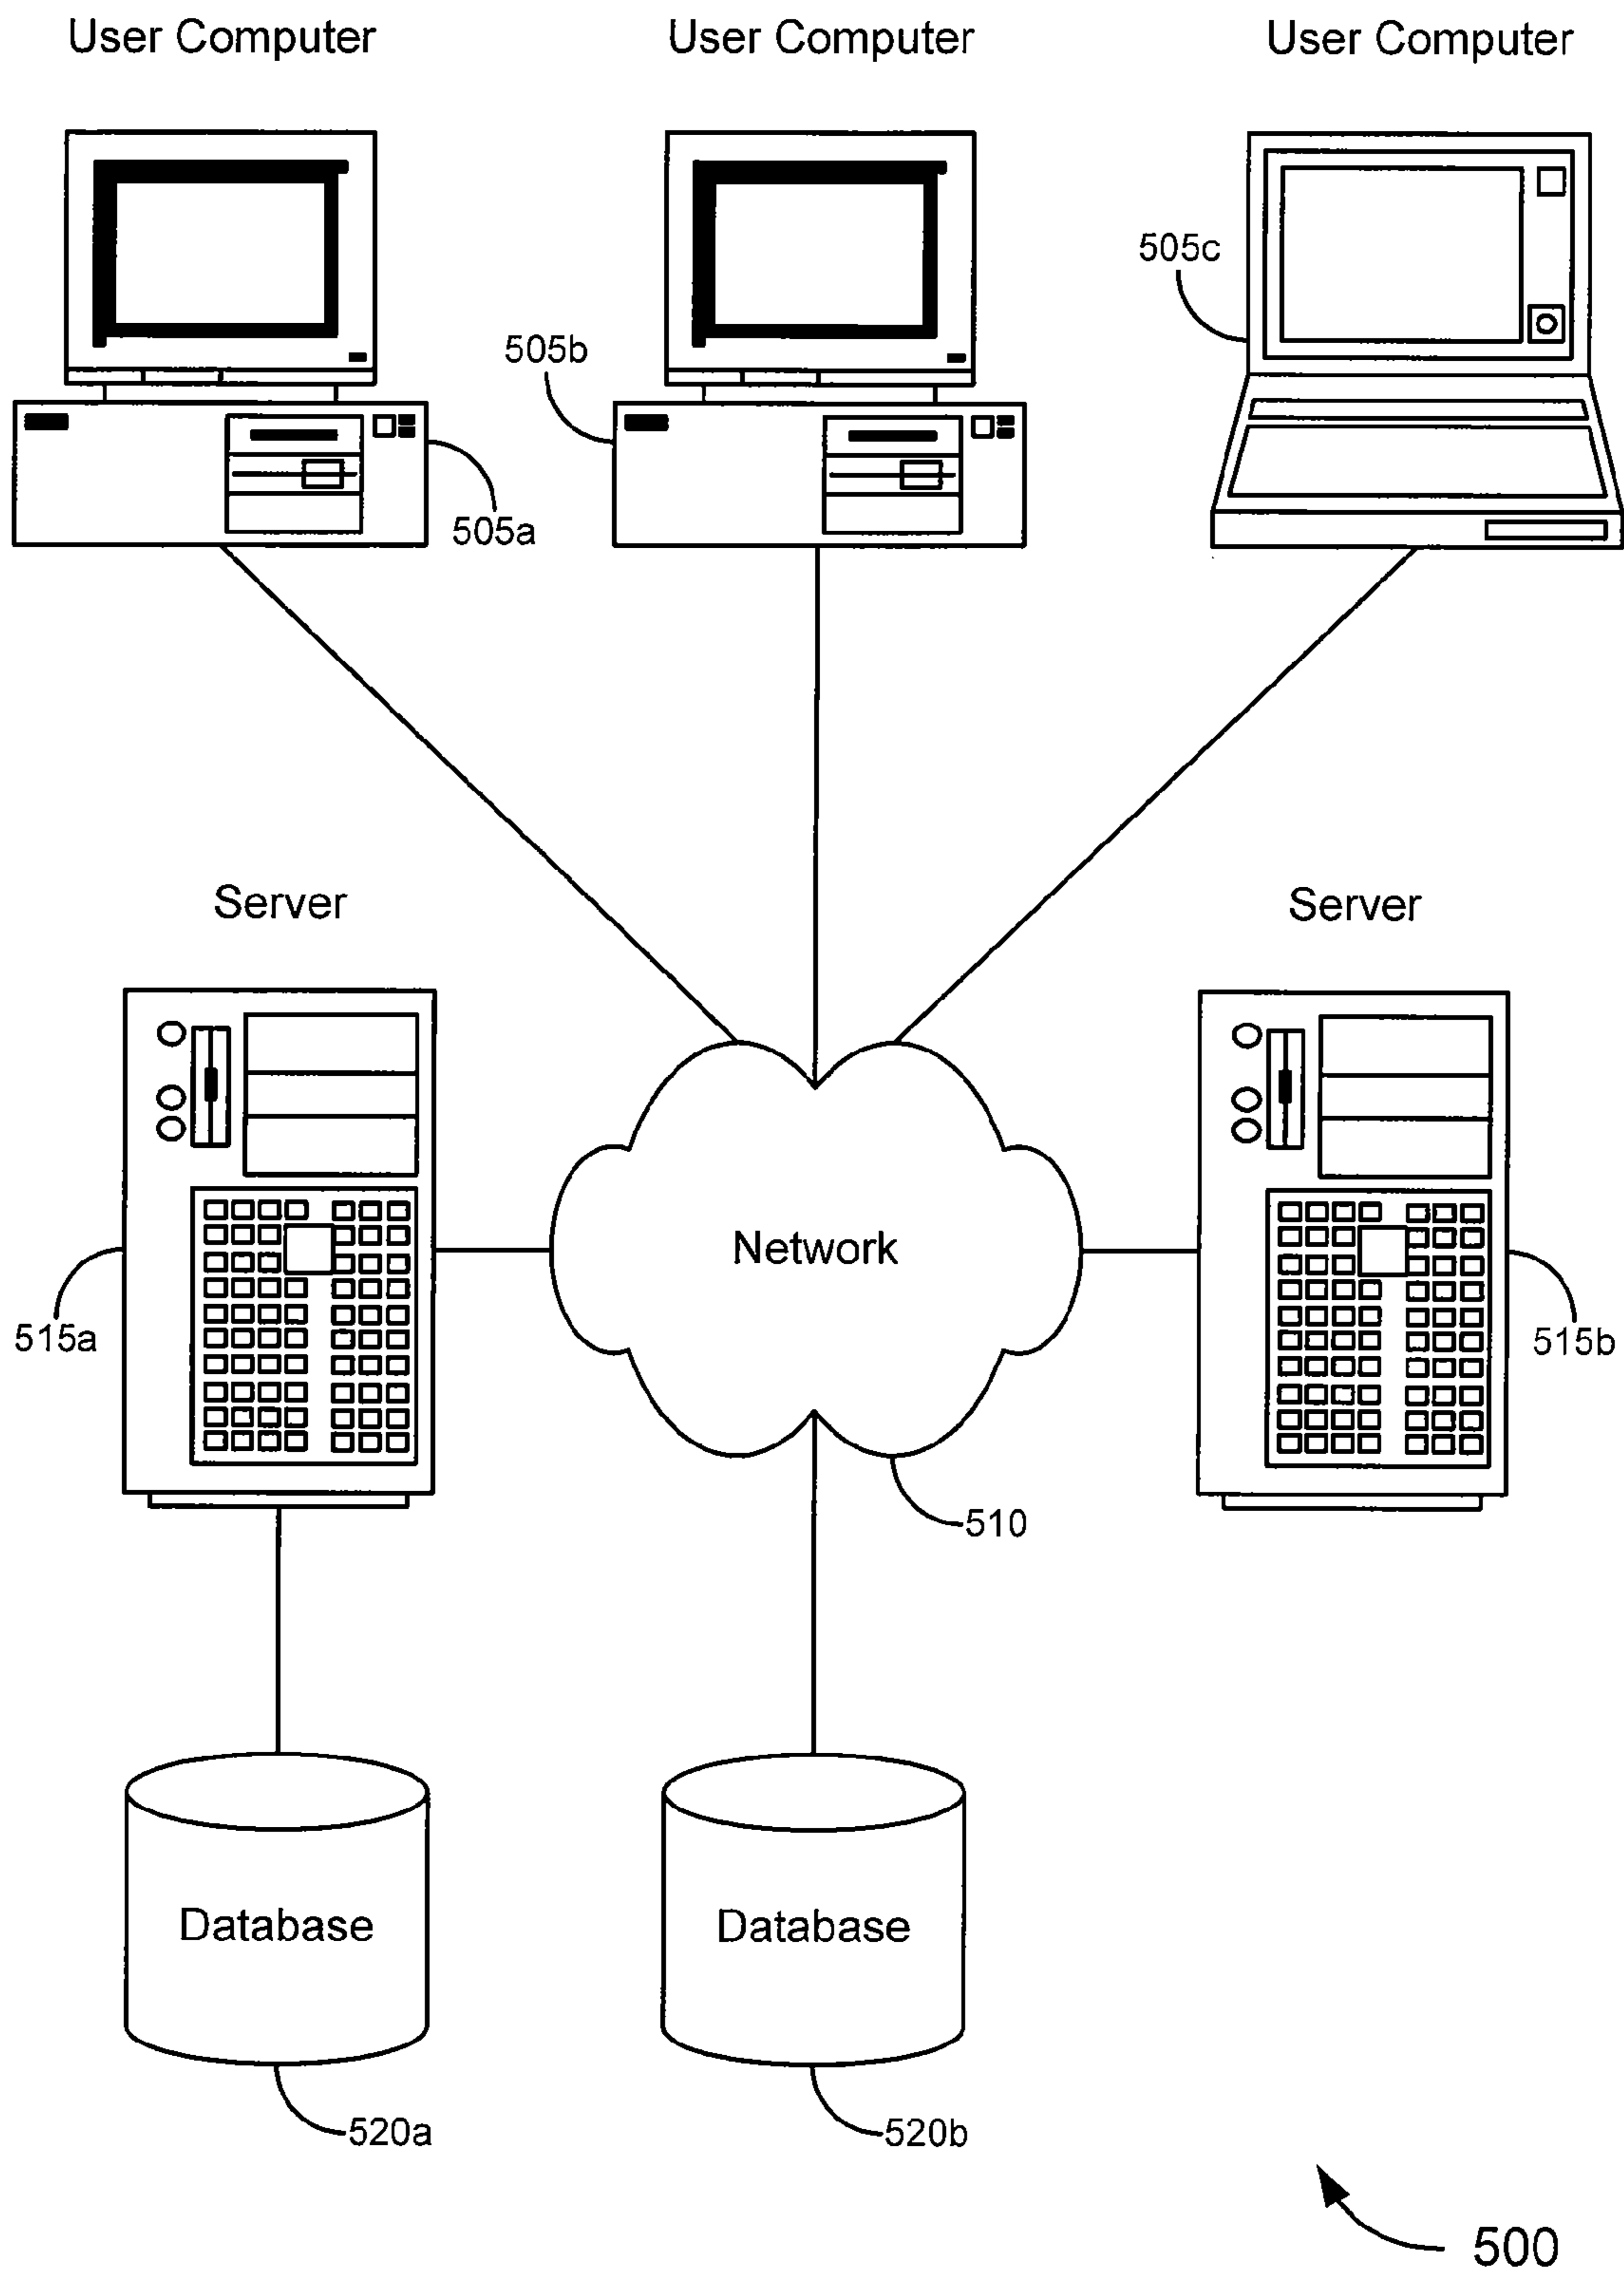 User Computer
User Computer
User Computer
505c
505b
505a
Server
Server
Network
515a
515b
510
Database
Database
520a
520b
500